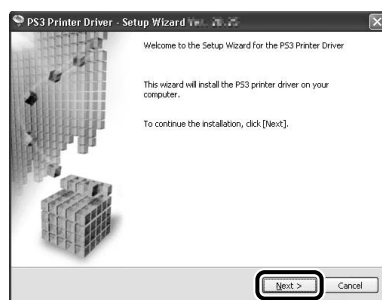 PS3 Printer Driver - Setup Wizard
Welcome to the Setup Wizard for the PS3 Printer Driver
This wizard will install the PS3 printer driver on your
computer.
To continue the installation, click [Next].
Next >
Cancel